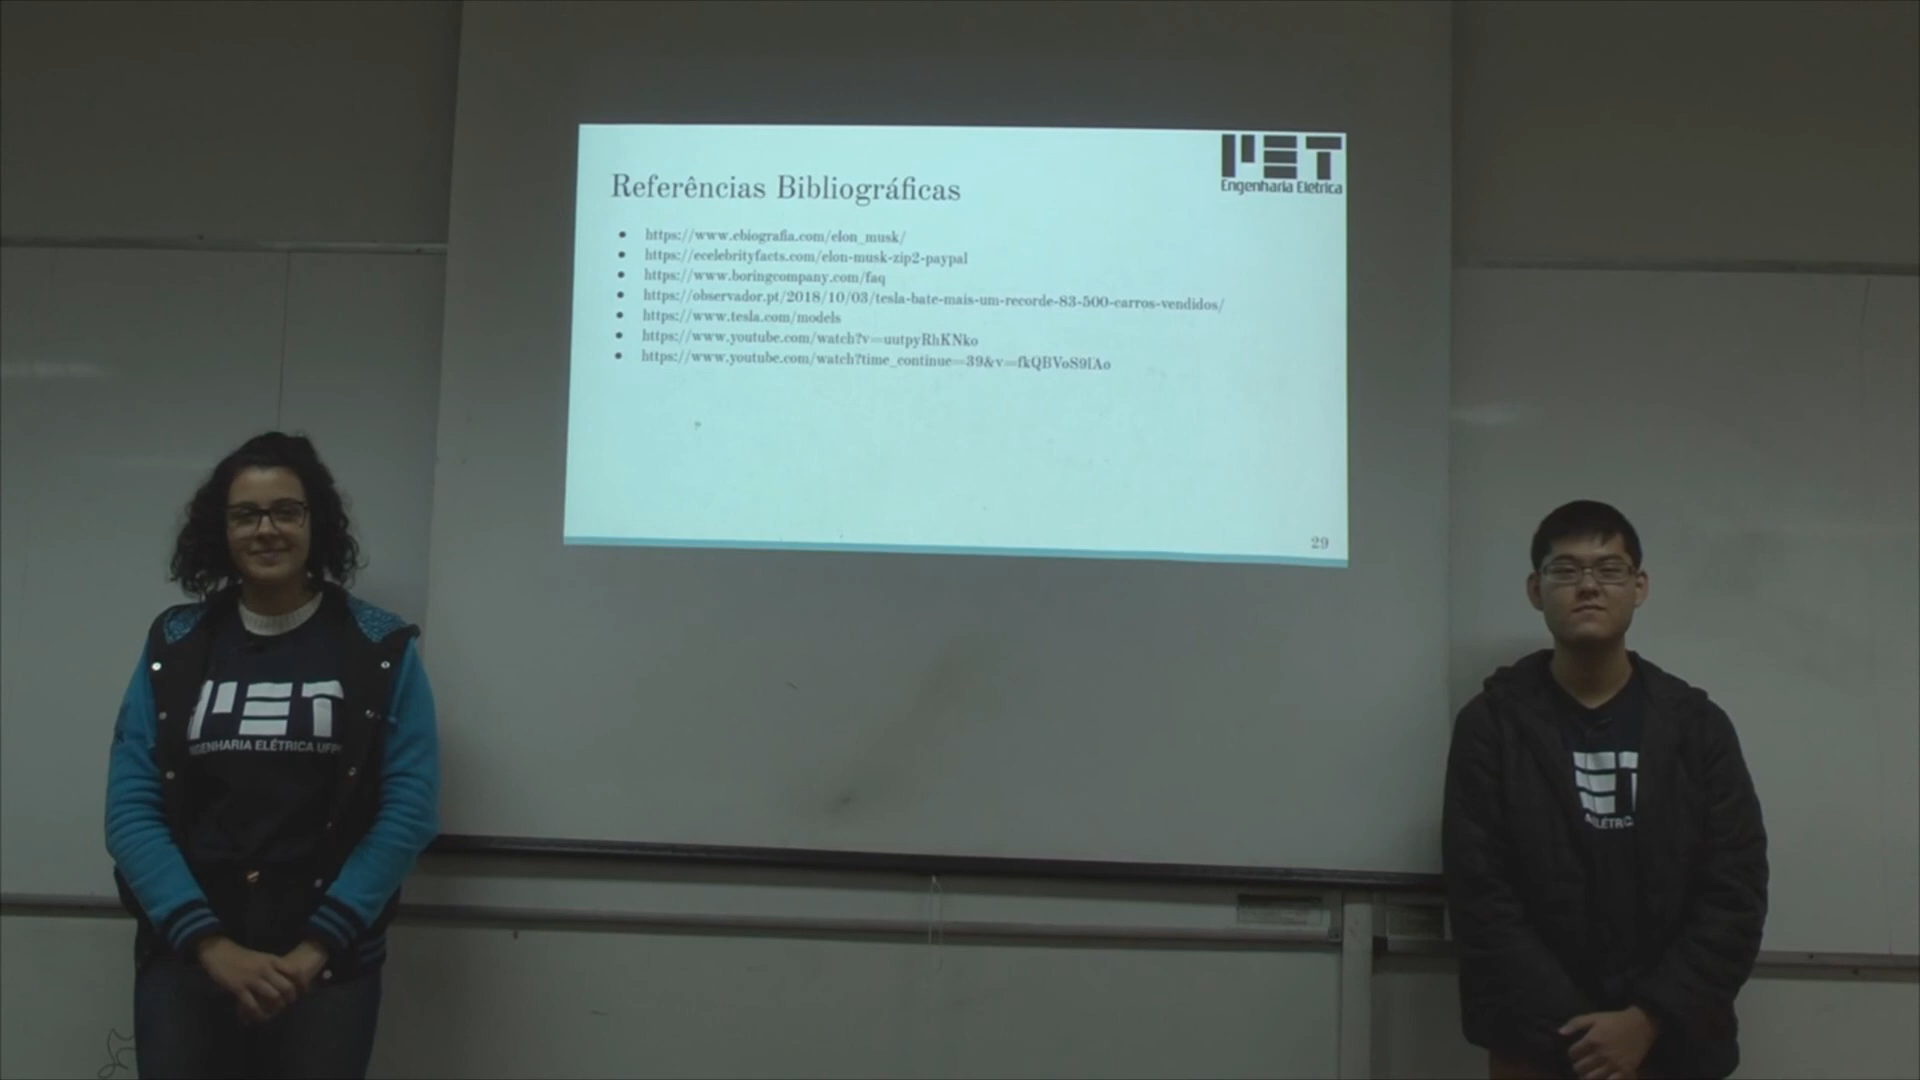 PET
Engenharia Elétrica
Referências Bibliográficas
https://www.ebiografia.com/elon_musk/
https://ecelebrityfacts.com/elon-musk-zip2-paypal
https://www.boringcompany.com/faq
https://observador.pt/2018/10/03/tesla-bate-mais-um-recorde-83-500-carros-vendidos/
https://www.tesla.com/models
https://www.youtube.com/watch?v=uutpyRhKNko
https://www.youtube.com/watch?time_continue=39&v=fkQBVoS9lAo
29
PET
ENGENHARIA ELÉTRICA UFPR
ET
ELÉTRICA